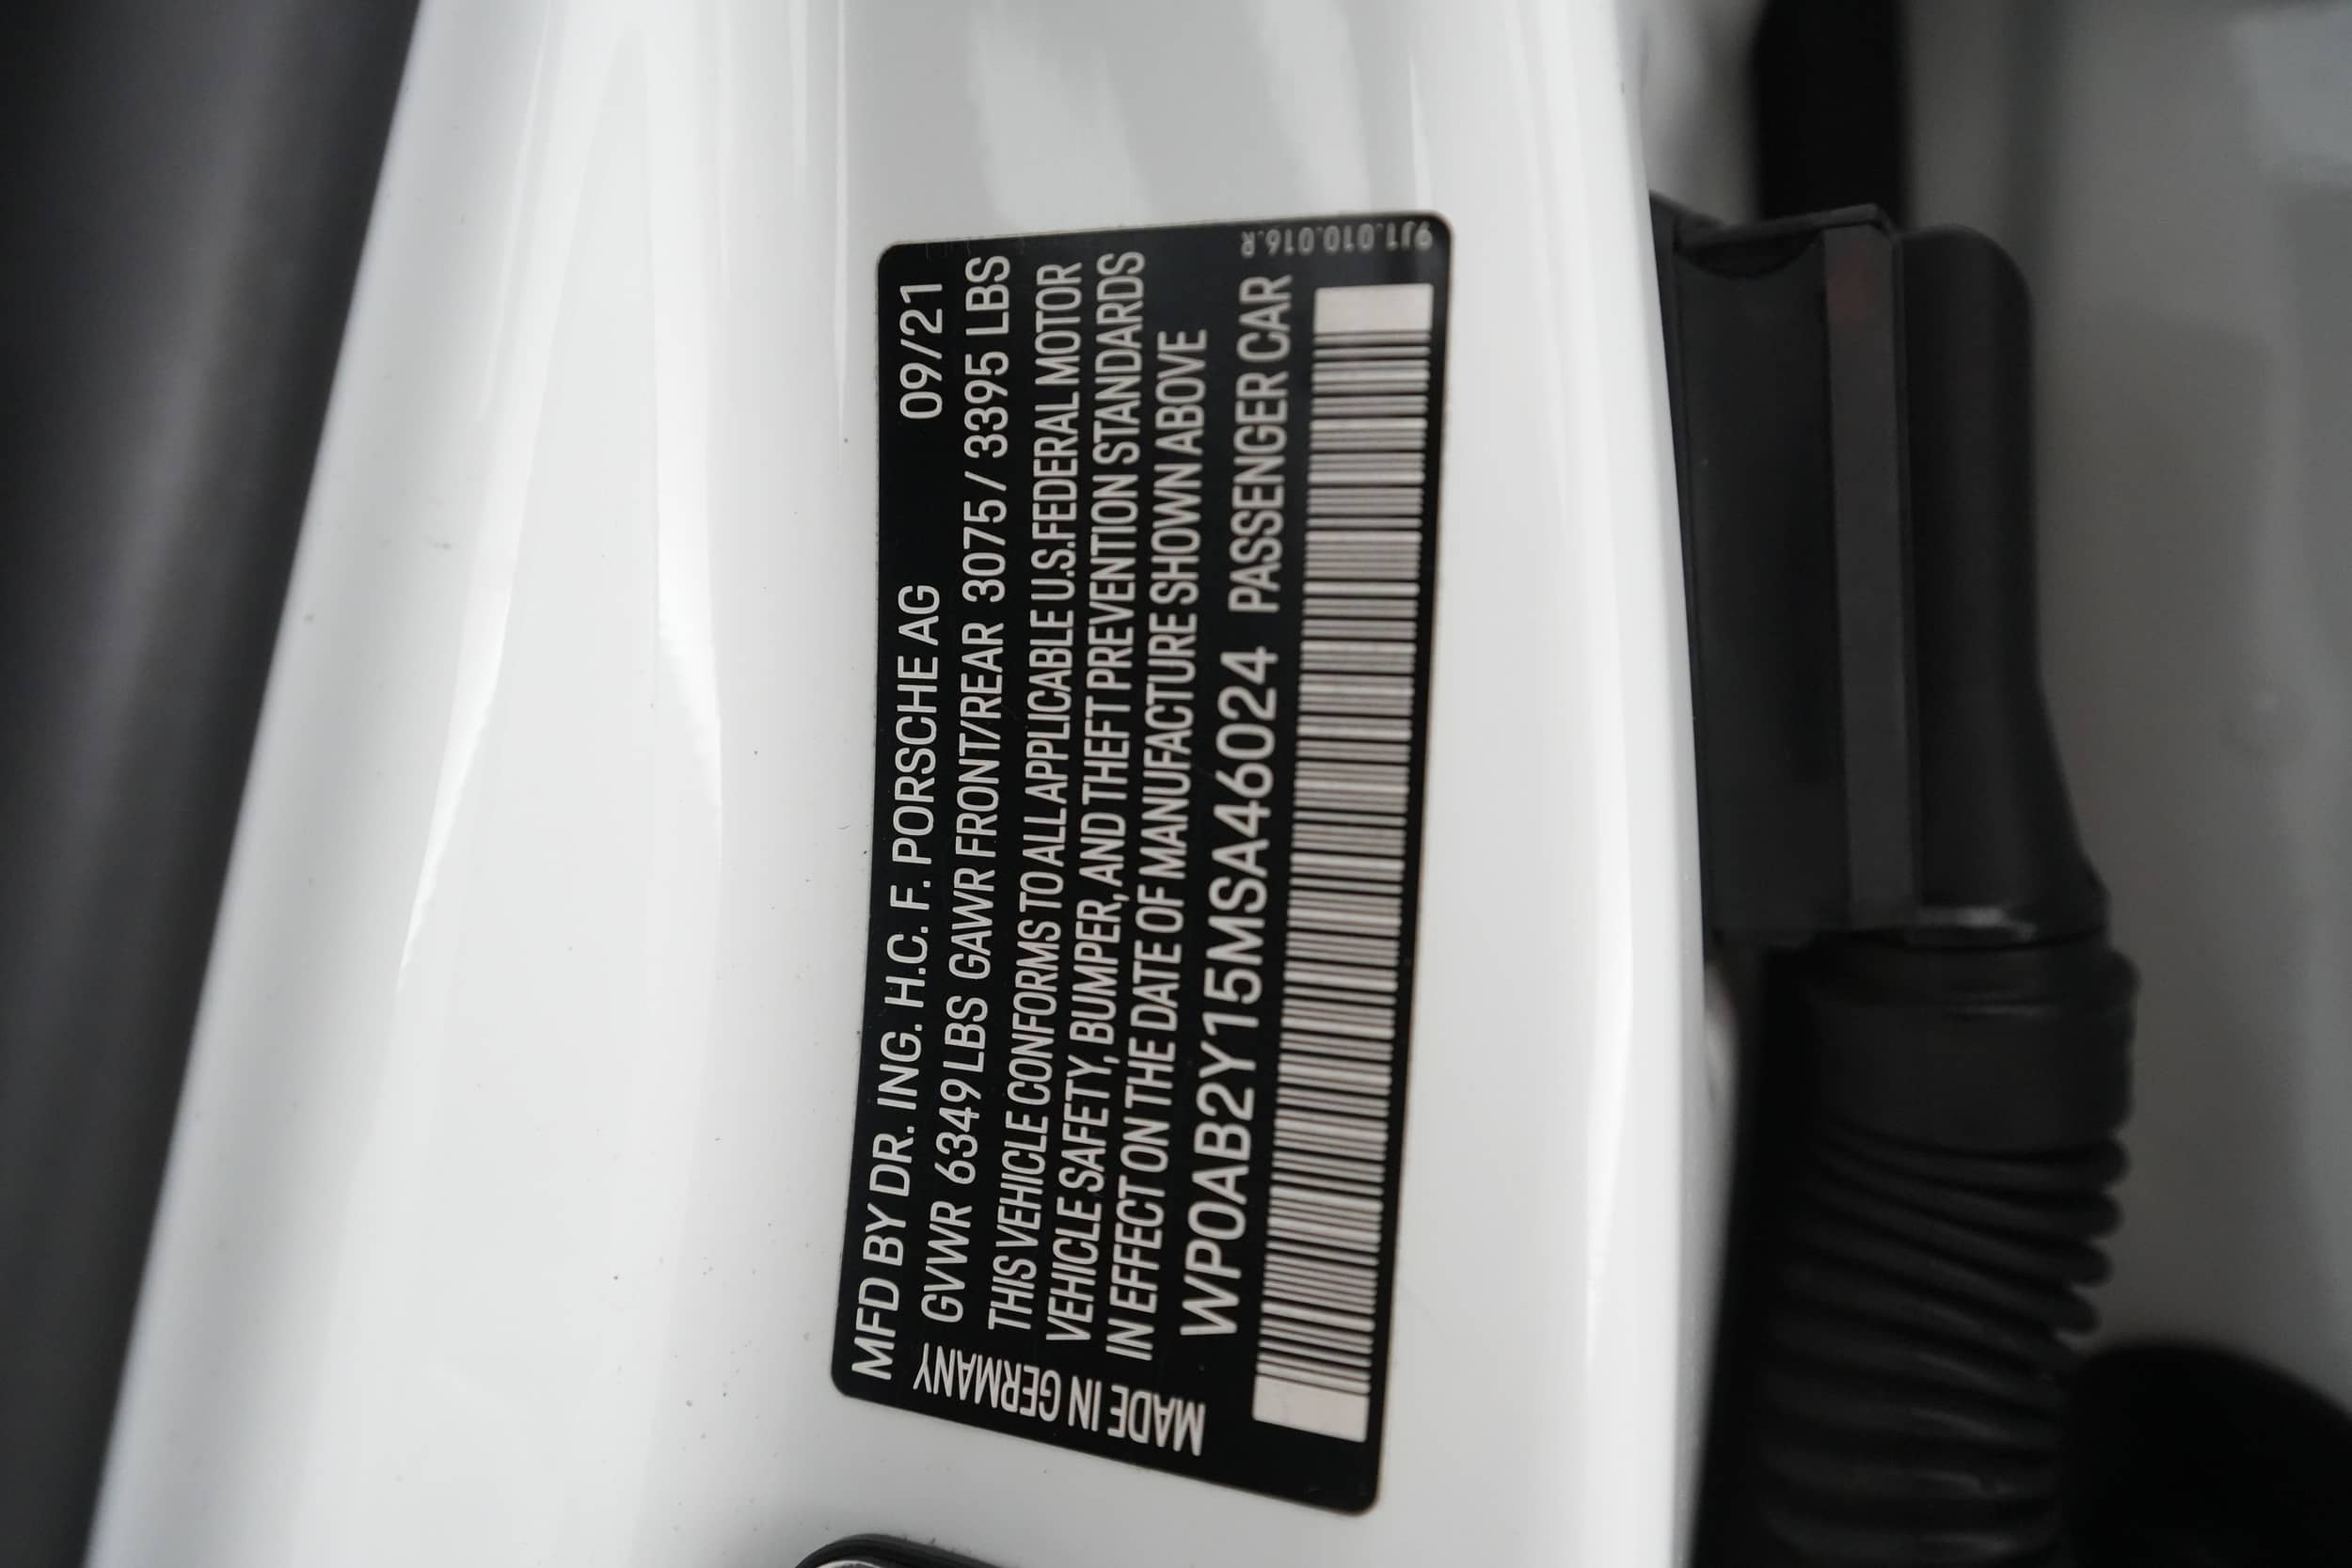 MFD BY DR. ING. H.C. F. PORSCHE AG 09/21
GVWR 6349 LBS GAWR FRONT/REAR 3075 / 3395 LBS
THIS VEHICLE CONFORMS TO ALL APPLICABLE U.S.FEDERAL MOTOR
VEHICLE SAFETY, BUMPER, AND THEFT PREVENTION STANDARDS
IN EFFECT ON THE DATE OF MANUFACTURE SHOWN ABOVE
WP0AB2Y15MSA46024 PASSENGER CAR
MADE IN GERMANY
9J1.010.016.R